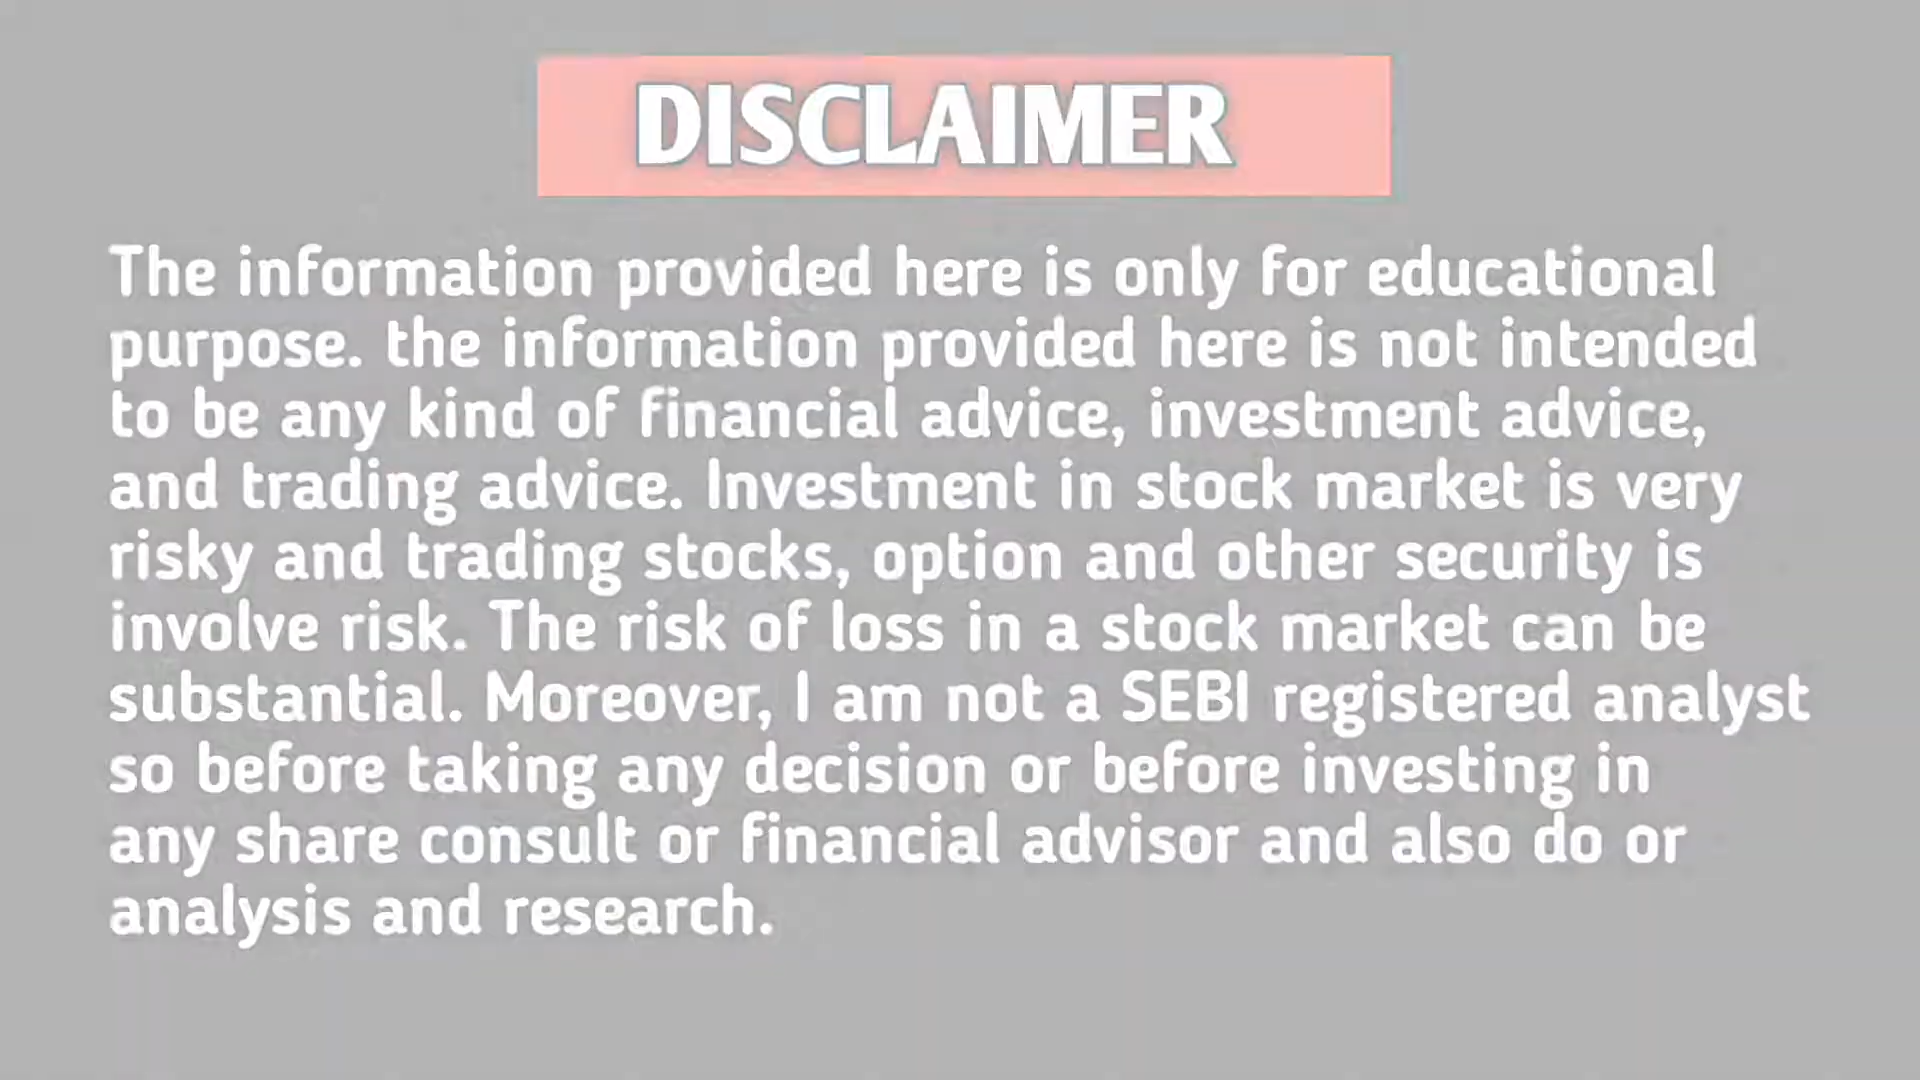 DISCLAIMER
The information provided here is only for educational
purpose. the information provided here is not intended
to be any kind of financial advice, investment advice,
and trading advice. Investment in stock market is very
risky and trading stocks, option and other security is
involve risk. The risk of loss in a stock market can be
substantial. Moreover, I am not a SEBI registered analyst
so before taking any decision or before investing in
any share consult or financial advisor and also do or
analysis and research.